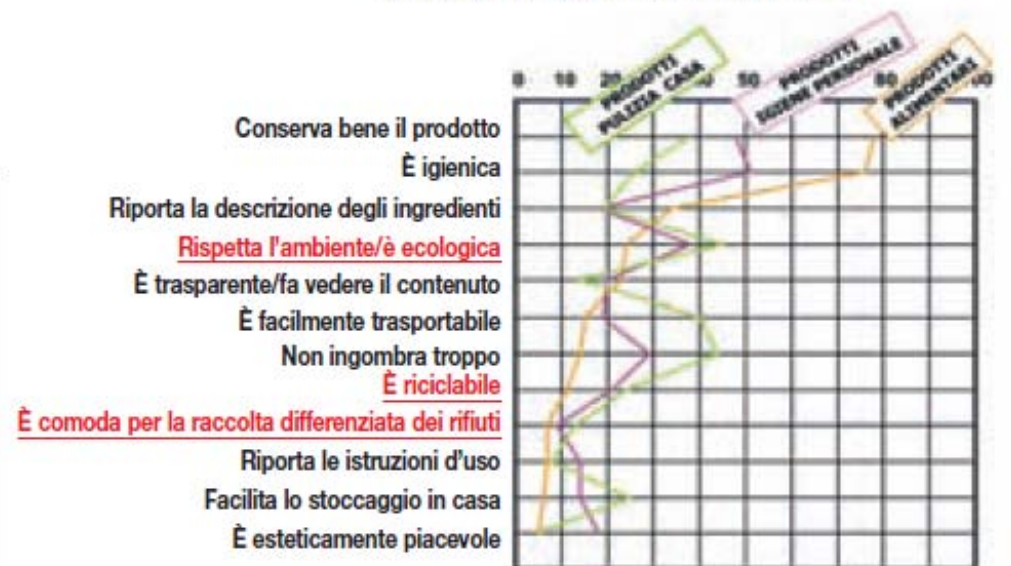 0 10 20 50 80 00
PRODOTTI
PULIZIA CASA
PRODOTTI
IGIENE PERSONALE
PRODOTTI
ALIMENTARI
Conserva bene il prodotto
È igienica
Riporta la descrizione degli ingredienti
Rispetta l'ambiente/è ecologica
È trasparente/fa vedere il contenuto
È facilmente trasportabile
Non ingombra troppo
È riciclabile
È comoda per la raccolta differenziata dei rifiuti
Riporta le istruzioni d'uso
Facilita lo stoccaggio in casa
È esteticamente piacevole